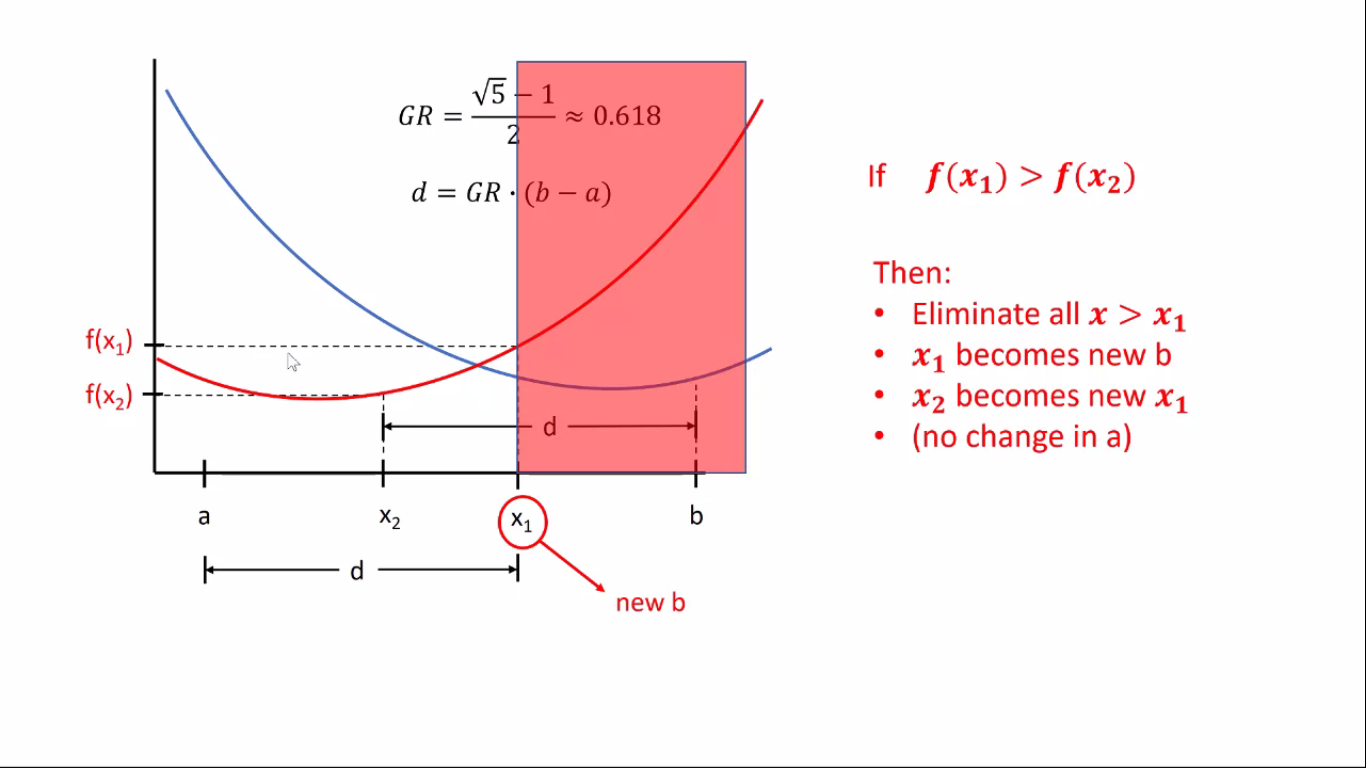 GR = (√5 − 1)/2 ≈ 0.618
d = GR · (b − a)
If f(x₁) > f(x₂)
Then:
• Eliminate all x > x₁
• x₁ becomes new b
• x₂ becomes new x₁
• (no change in a)
f(x₁)
f(x₂)
d
a x₂ x₁ b
d
new b